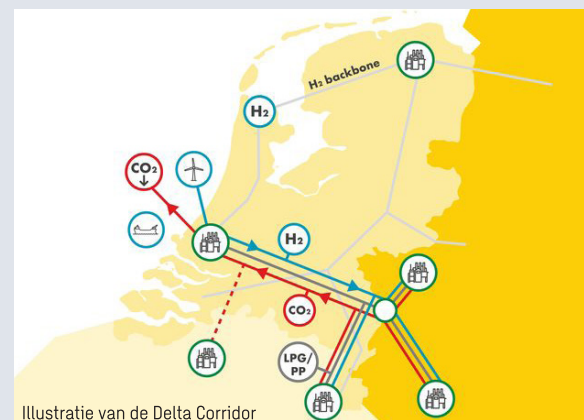 H₂ backbone
H₂
CO₂
H₂
CO₂
LPG/
PP
Illustratie van de Delta Corridor